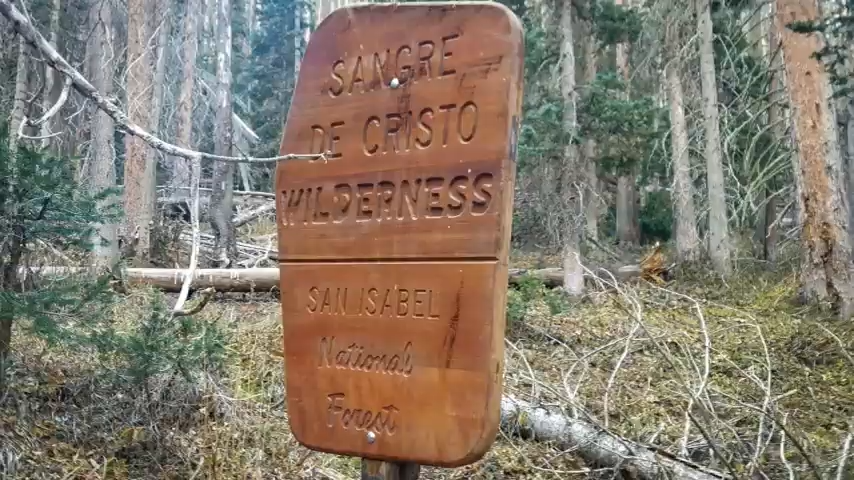 SANGRE
DE CRISTO
WILDERNESS
SAN ISABEL
National
Forest